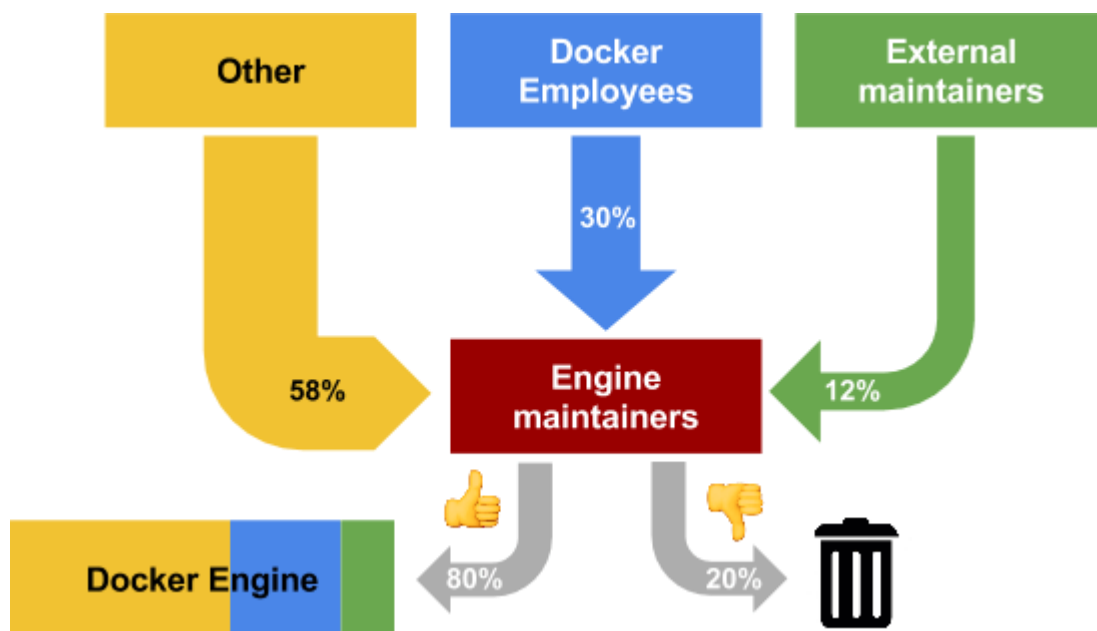 Other
Docker
Employees
External
maintainers
30%
58%
Engine
maintainers
12%
Docker Engine
80%
20%